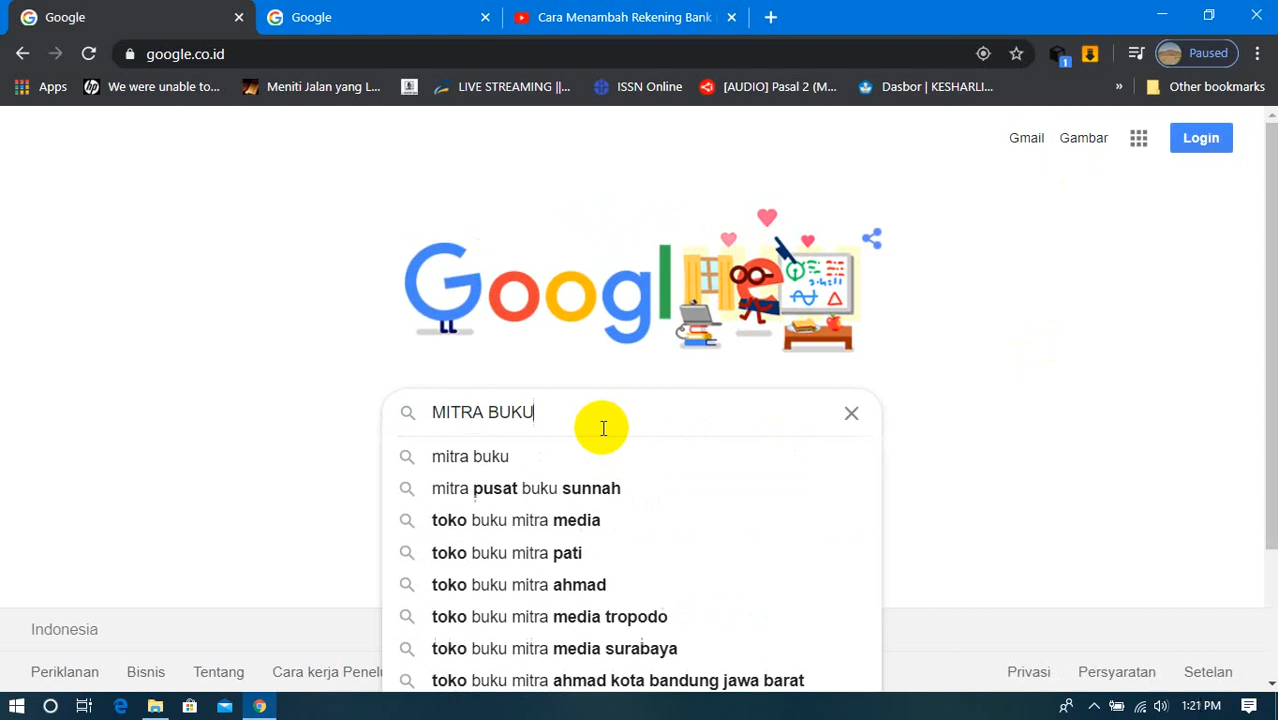 Google
Google
Cara Menambah Rekening Bank
google.co.id
1
Paused
Apps
We were unable to...
Meniti Jalan yang L...
LIVE STREAMING ||...
ISSN Online
[AUDIO] Pasal 2 (M...
Dasbor | KESHARLI...
»
Other bookmarks
Gmail
Gambar
Login
Google
MITRA BUKU
mitra buku
mitra pusat buku sunnah
toko buku mitra media
toko buku mitra pati
toko buku mitra ahmad
toko buku mitra media tropodo
toko buku mitra media surabaya
toko buku mitra ahmad kota bandung jawa barat
Indonesia
Periklanan
Bisnis
Tentang
Cara kerja Penelu
Privasi
Persyaratan
Setelan
1:21 PM